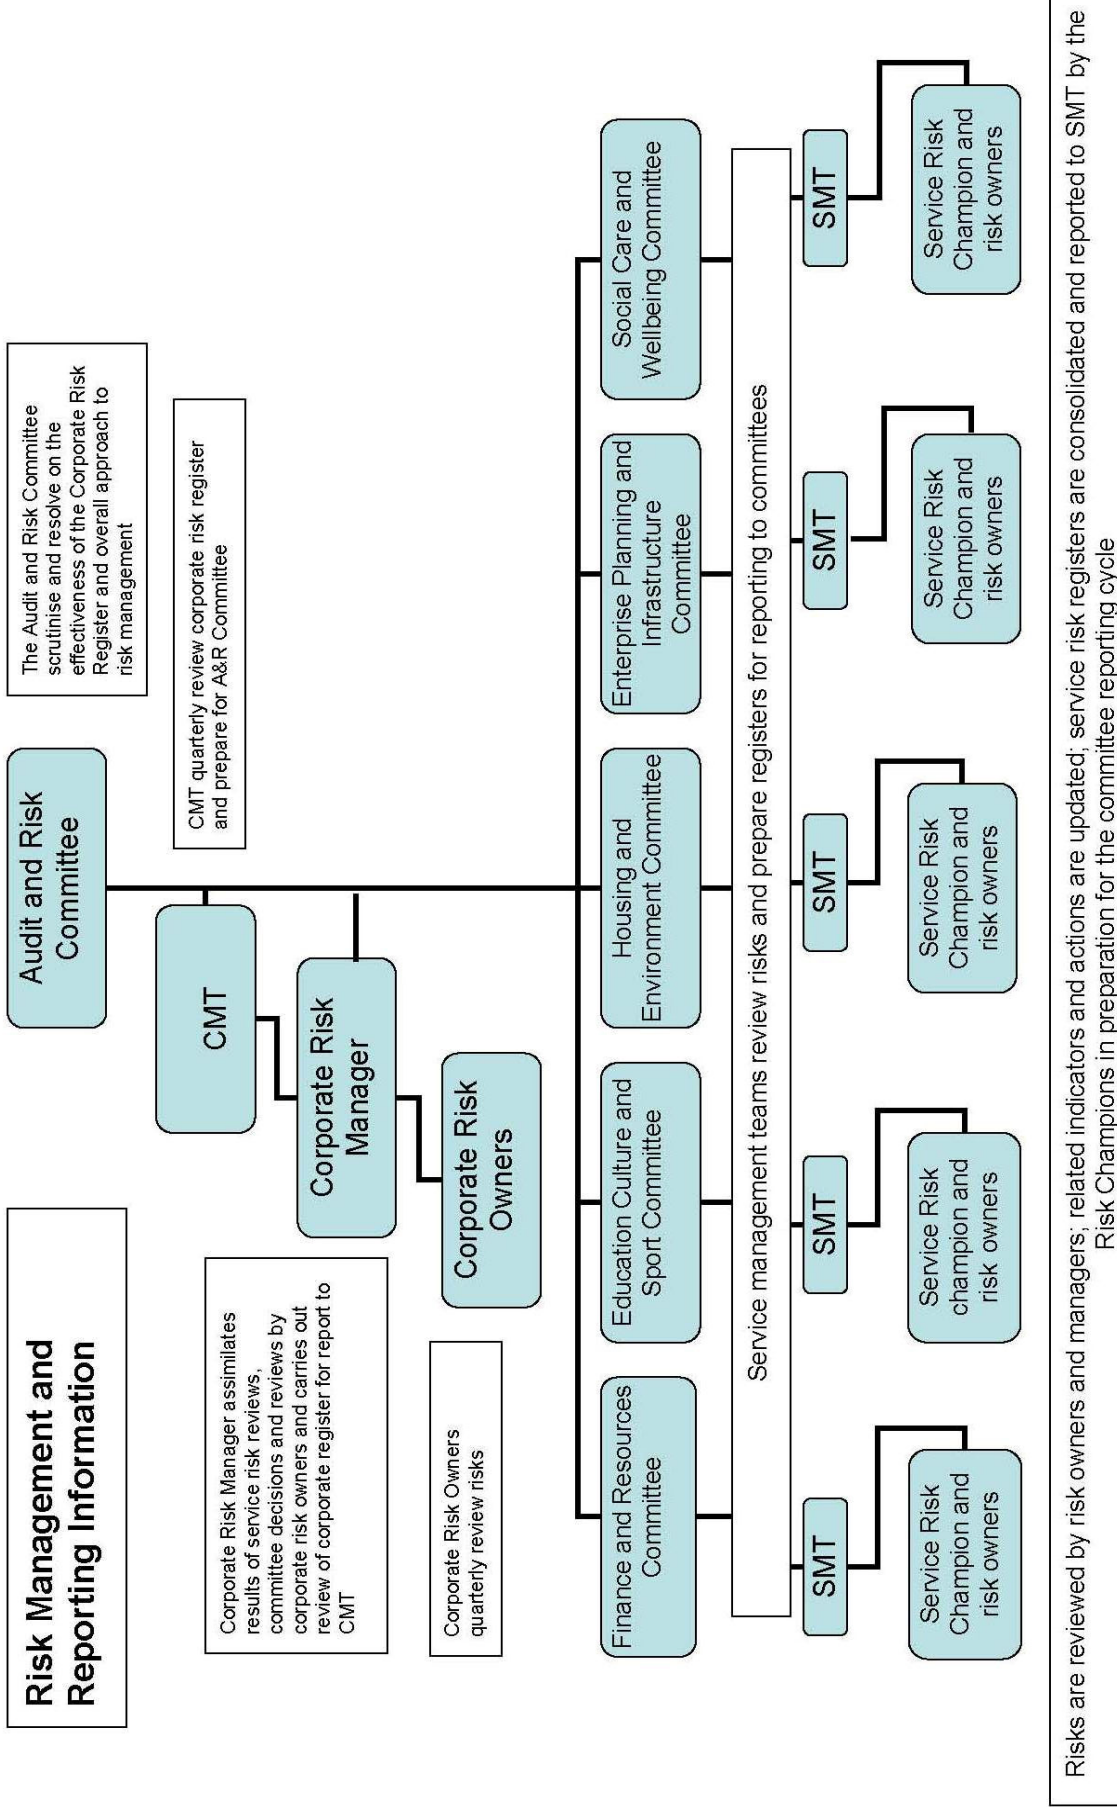 Risk Management and
Reporting Information
Audit and Risk
Committee
The Audit and Risk Committee
scrutinise and resolve on the
effectiveness of the Corporate Risk
Register and overall approach to
risk management
CMT
CMT quarterly review corporate risk register
and prepare for A&R Committee
Corporate Risk Manager assimilates
results of service risk reviews,
committee decisions and reviews by
corporate risk owners and carries out
review of corporate register for report to
CMT
Corporate Risk
Manager
Corporate Risk Owners
quarterly review risks
Corporate Risk
Owners
Finance and Resources
Committee
Education Culture and
Sport Committee
Housing and
Environment Committee
Enterprise Planning and
Infrastructure
Committee
Social Care and
Wellbeing Committee
Service management teams review risks and prepare registers for reporting to committees
SMT
SMT
SMT
SMT
SMT
Service Risk
Champion and
risk owners
Service Risk
champion and
risk owners
Service Risk
Champion and
risk owners
Service Risk
Champion and
risk owners
Service Risk
Champion and
risk owners
Risks are reviewed by risk owners and managers; related indicators and actions are updated; service risk registers are consolidated and reported to SMT by the
Risk Champions in preparation for the committee reporting cycle